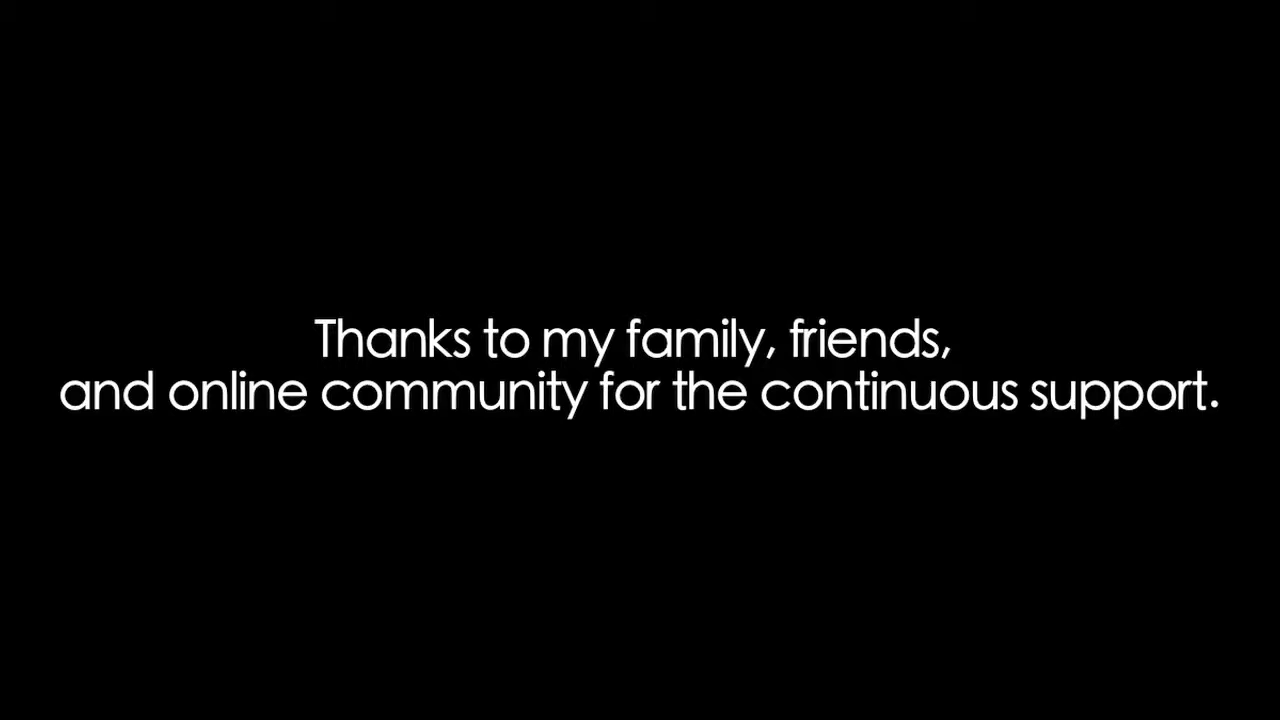 Thanks to my family, friends,
and online community for the continuous support.